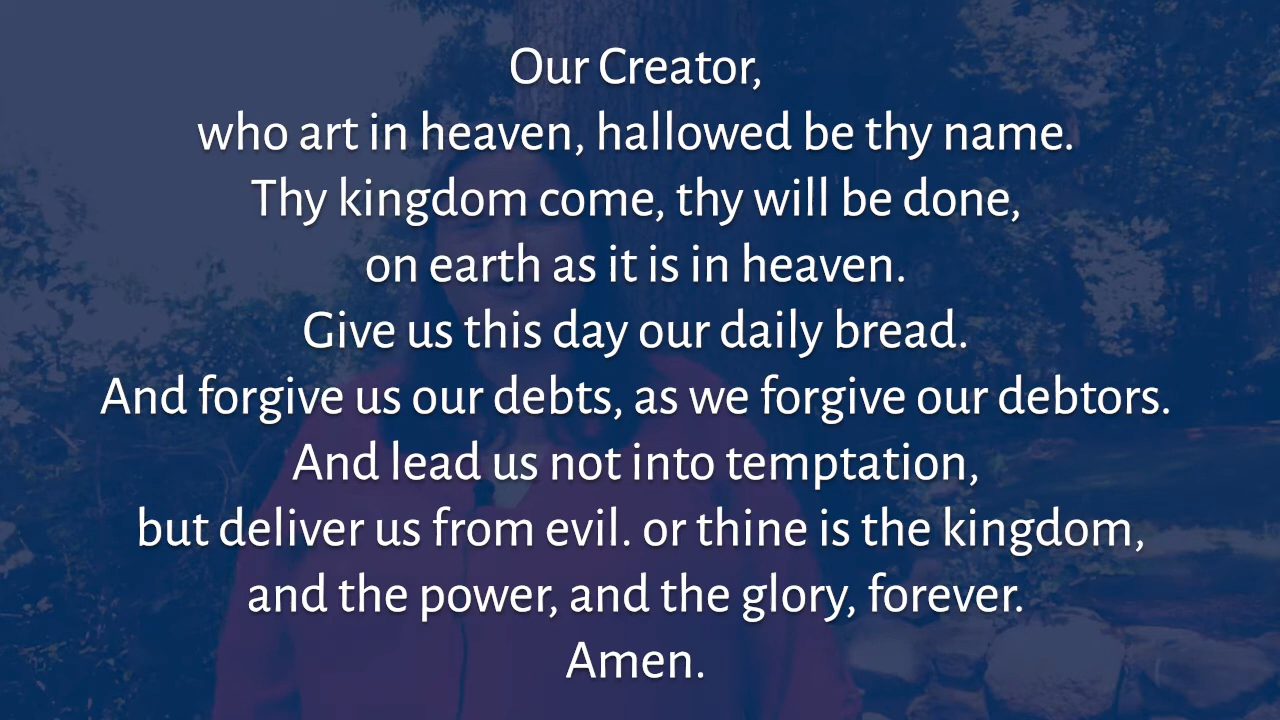 Our Creator,
who art in heaven, hallowed be thy name.
Thy kingdom come, thy will be done,
on earth as it is in heaven.
Give us this day our daily bread.
And forgive us our debts, as we forgive our debtors.
And lead us not into temptation,
but deliver us from evil. or thine is the kingdom,
and the power, and the glory, forever.
Amen.